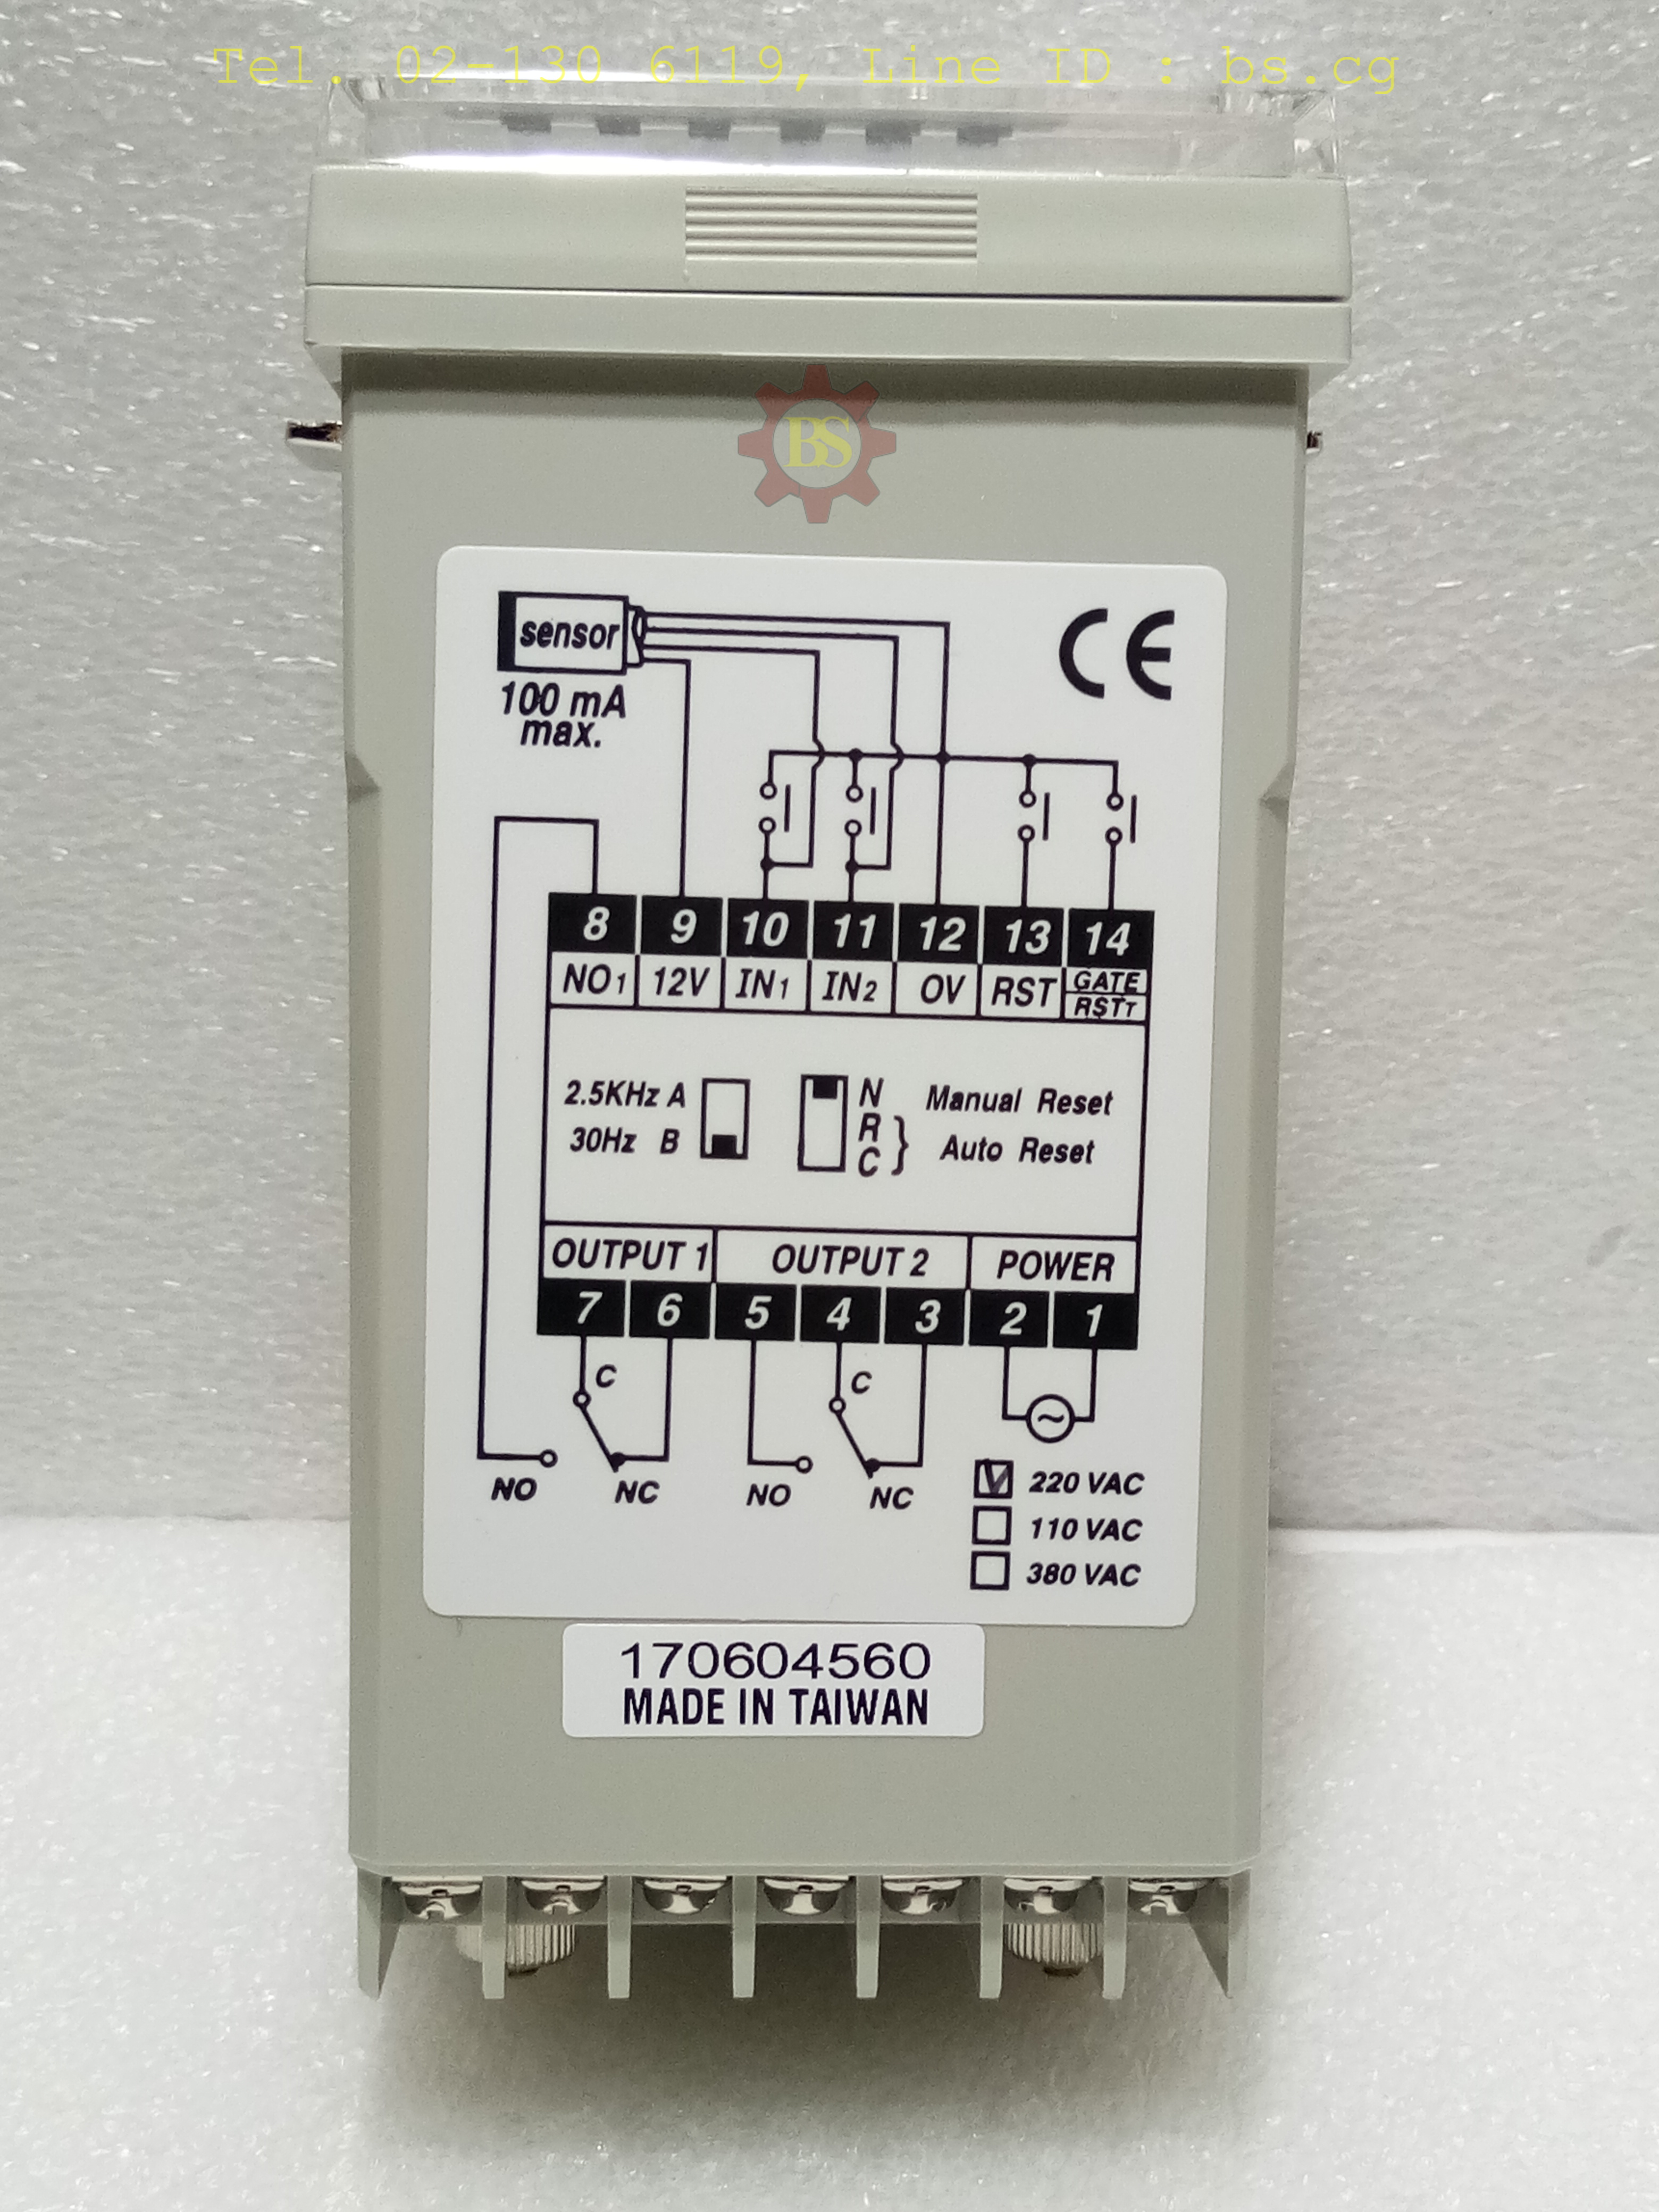 Tel. 02-130 6119, Line ID : bs.cg
BS
sensor
CE
100 mA
max.
8 9 10 11 12 13 14
NO1 12V IN1 IN2 0V RST GATE
RSTT
2.5KHz A
30Hz B
N
R
C
Manual Reset
Auto Reset
OUTPUT 1 OUTPUT 2 POWER
7 6 5 4 3 2 1
C C
~
NO NC NO NC
220 VAC
110 VAC
380 VAC
170604560
MADE IN TAIWAN